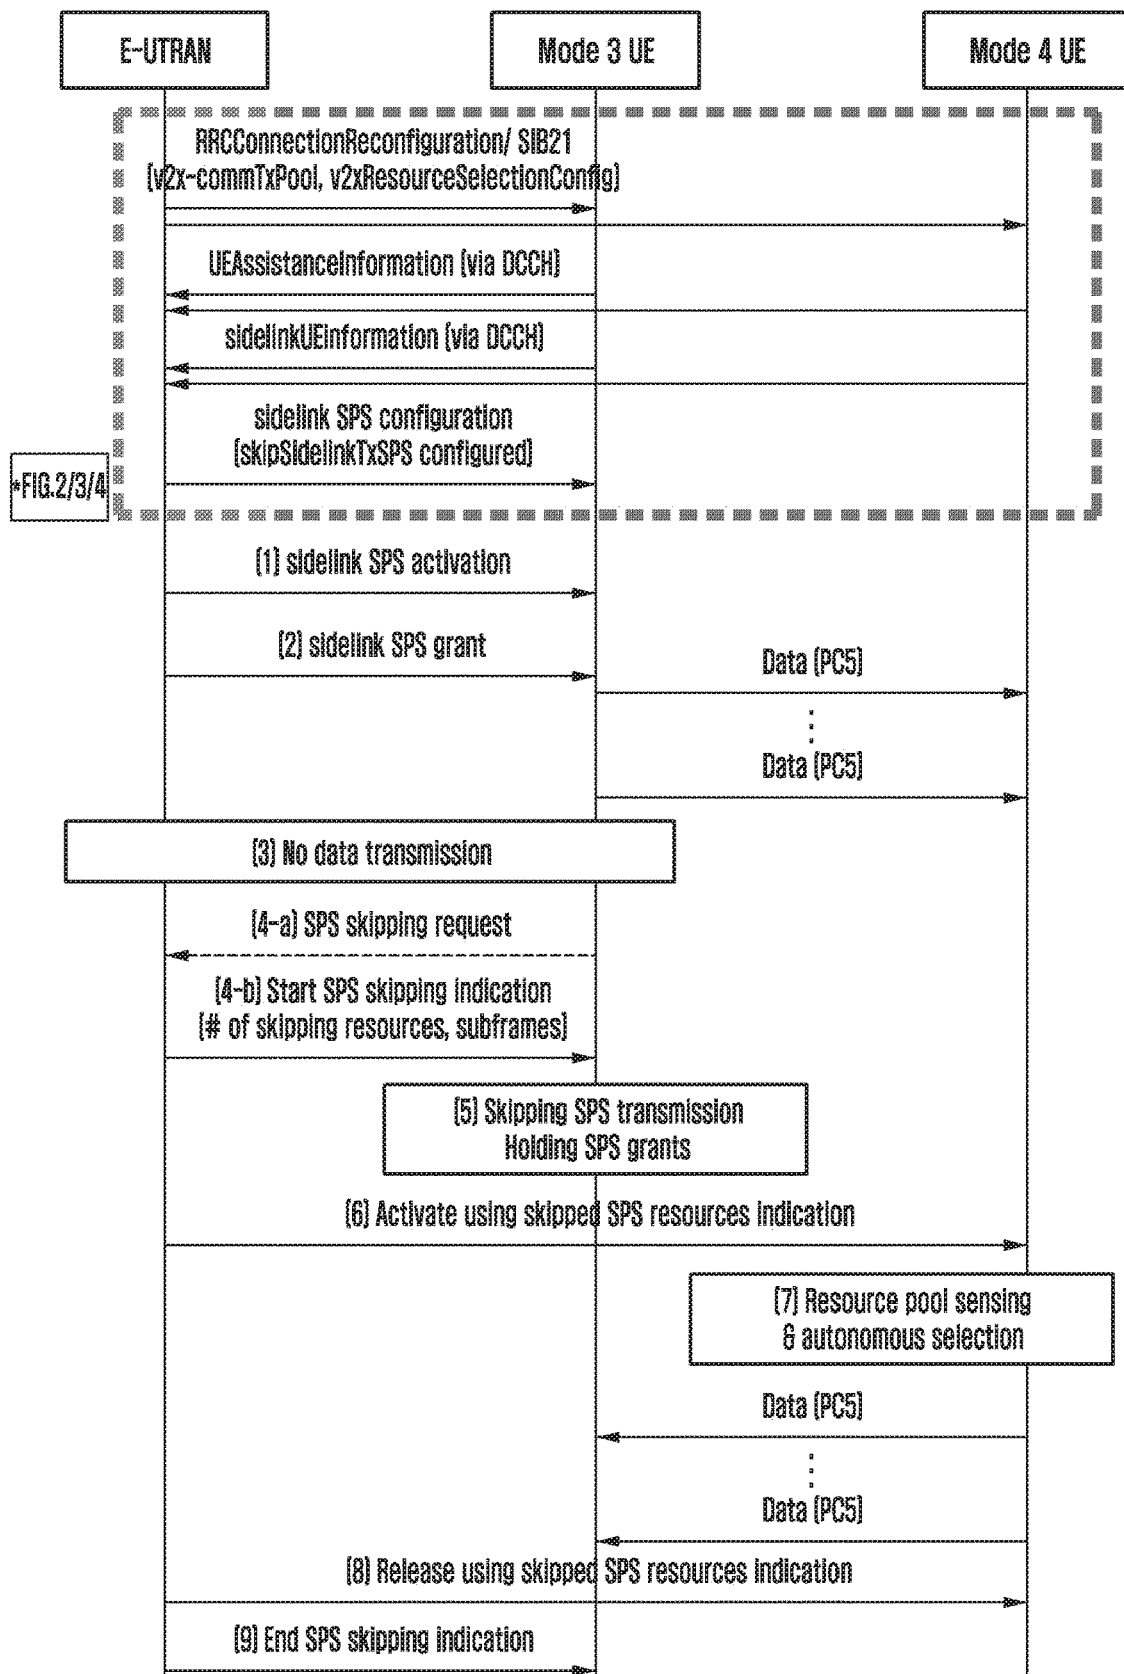 E-UTRAN
Mode 3 UE
Mode 4 UE
RRCConnectionReconfiguration/ SIB21
(v2x-commTxPool, v2xResourceSelectionConfig)
UEAssistanceInformation (via DCCH)
sidelinkUEinformation (via DCCH)
sidelink SPS configuration
(skipSidelinkTxSPS configured)
*FIG.2/3/4
(1) sidelink SPS activation
(2) sidelink SPS grant
Data (PC5)
Data (PC5)
(3) No data transmission
(4-a) SPS skipping request
(4-b) Start SPS skipping indication
(# of skipping resources, subframes)
(5) Skipping SPS transmission
Holding SPS grants
(6) Activate using skipped SPS resources indication
(7) Resource pool sensing
& autonomous selection
Data (PC5)
Data (PC5)
(8) Release using skipped SPS resources indication
(9) End SPS skipping indication